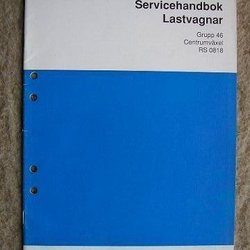 Servicehandbok
Lastvagnar
Grupp 46
Centrumväxel
RS 0818